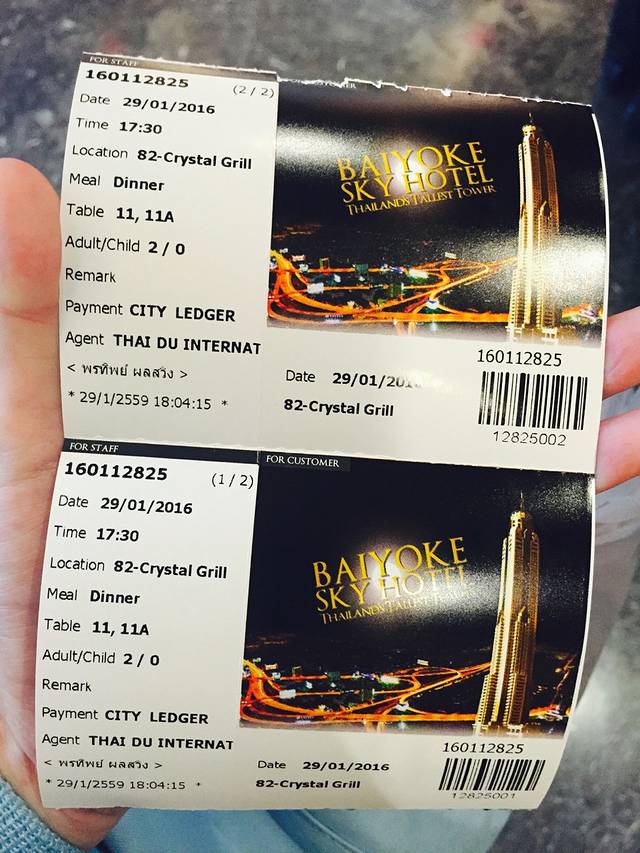 FOR STAFF
160112825
(2 / 2)
Date 29/01/2016
Time 17:30
Location 82-Crystal Grill
Meal Dinner
Table 11, 11A
Adult/Child 2 / 0
Remark
Payment CITY LEDGER
Agent THAI DU INTERNAT
< พรทิพย์ ผลสวิง >
* 29/1/2559 18:04:15 *
BAIYOKE
SKY HOTEL
THAILAND'S TALLEST TOWER
160112825
Date 29/01/201
82-Crystal Grill
12825002
FOR STAFF
160112825
(1 / 2)
Date 29/01/2016
Time 17:30
Location 82-Crystal Grill
Meal Dinner
Table 11, 11A
Adult/Child 2 / 0
Remark
Payment CITY LEDGER
Agent THAI DU INTERNAT
< พรทิพย์ ผลสวิง >
* 29/1/2559 18:04:15 *
FOR CUSTOMER
BAIYOKE
SKY HOTEL
THAILAND'S TALLEST
160112825
Date 29/01/2016
82-Crystal Grill
12825001